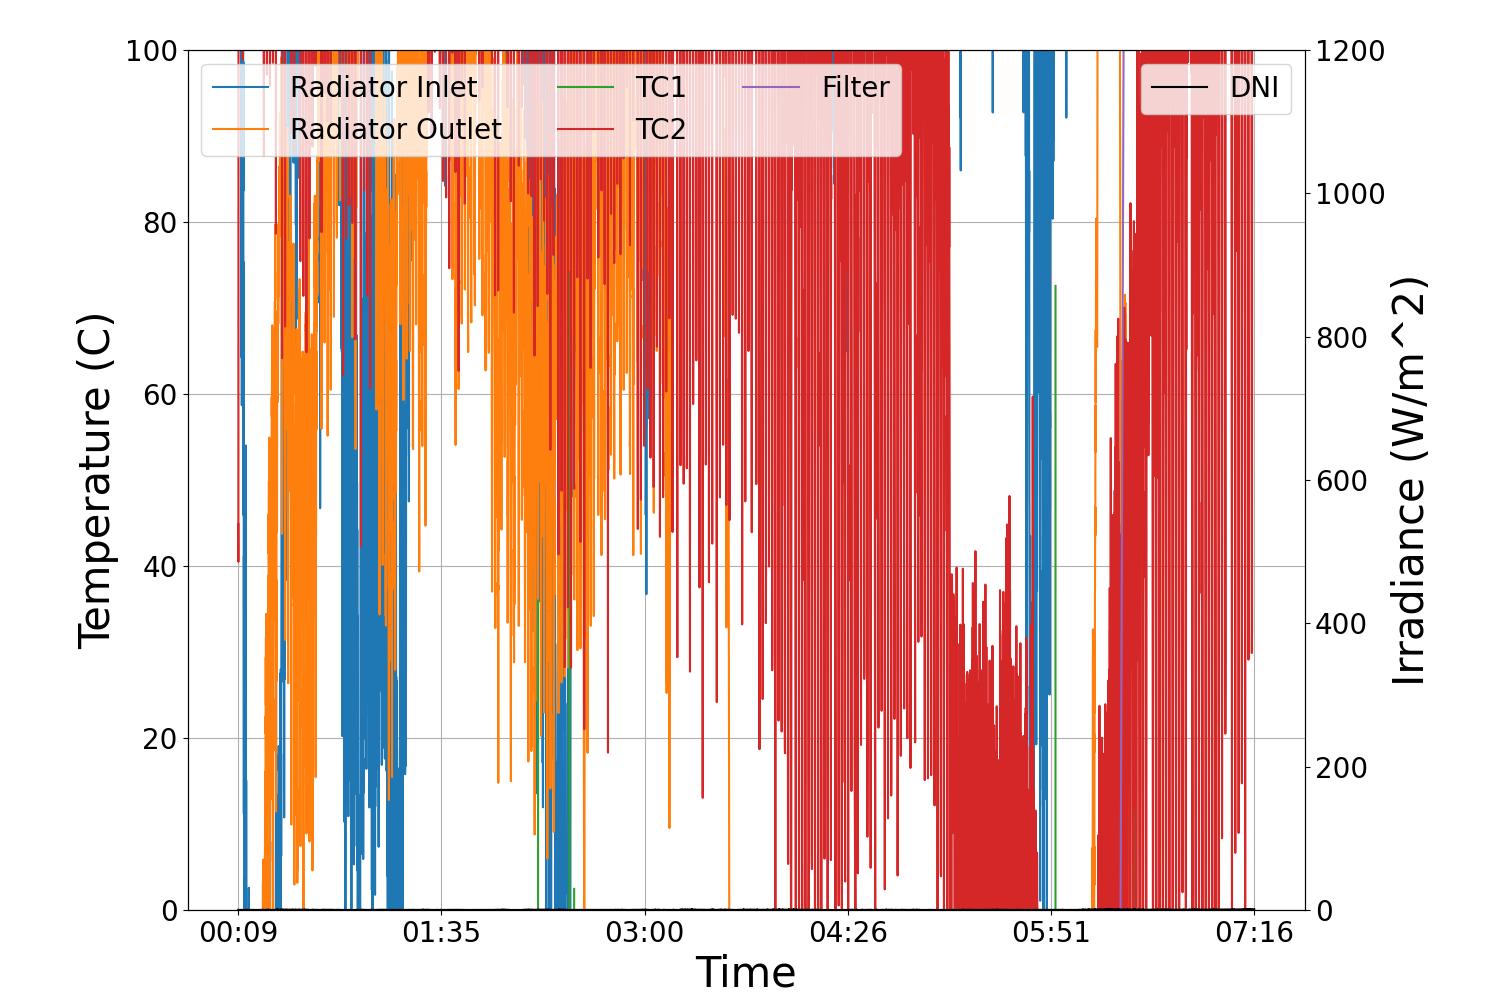 100
80
60
40
20
0
Temperature (C)
Radiator Inlet
Radiator Outlet
TC1
TC2
Filter
DNI
1200
1000
800
600
400
200
0
Irradiance (W/m^2)
00:09 01:35 03:00 04:26 05:51 07:16
Time